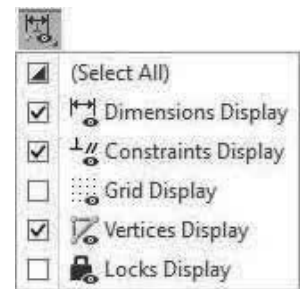 (Select All)
Dimensions Display
Constraints Display
Grid Display
Vertices Display
Locks Display